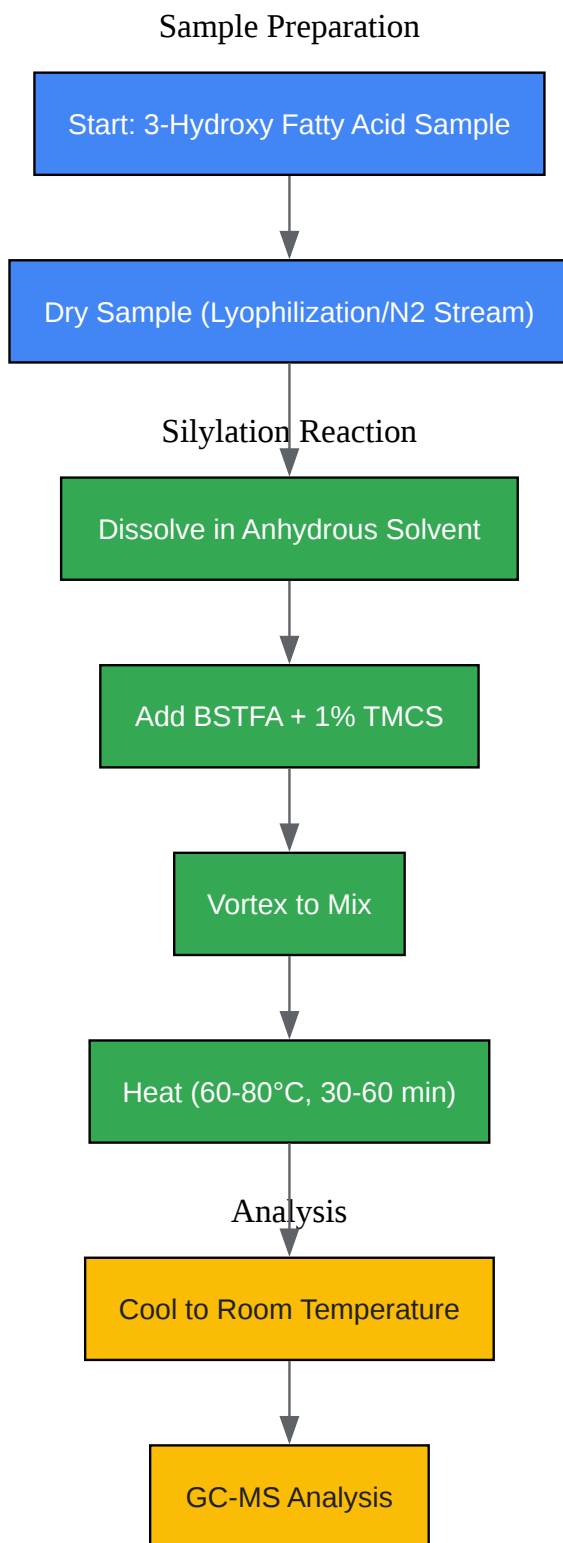 Sample Preparation
Start: 3-Hydroxy Fatty Acid Sample
Dry Sample (Lyophilization/N2 Stream)
Silylation Reaction
Dissolve in Anhydrous Solvent
Add BSTFA + 1% TMCS
Vortex to Mix
Heat (60-80°C, 30-60 min)
Analysis
Cool to Room Temperature
GC-MS Analysis